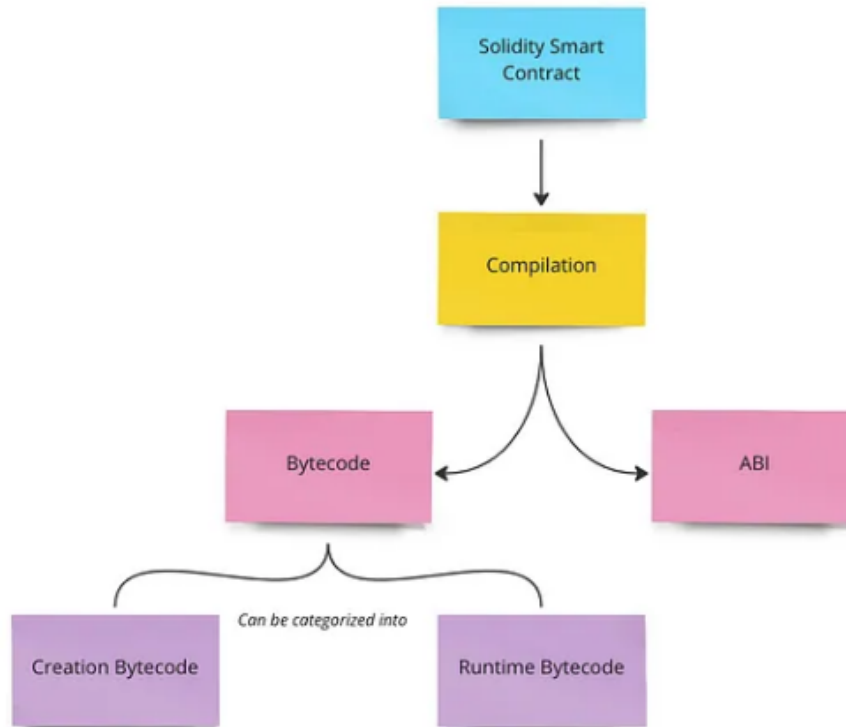 Solidity Smart
Contract
Compilation
Bytecode
ABI
Can be categorized into
Creation Bytecode
Runtime Bytecode